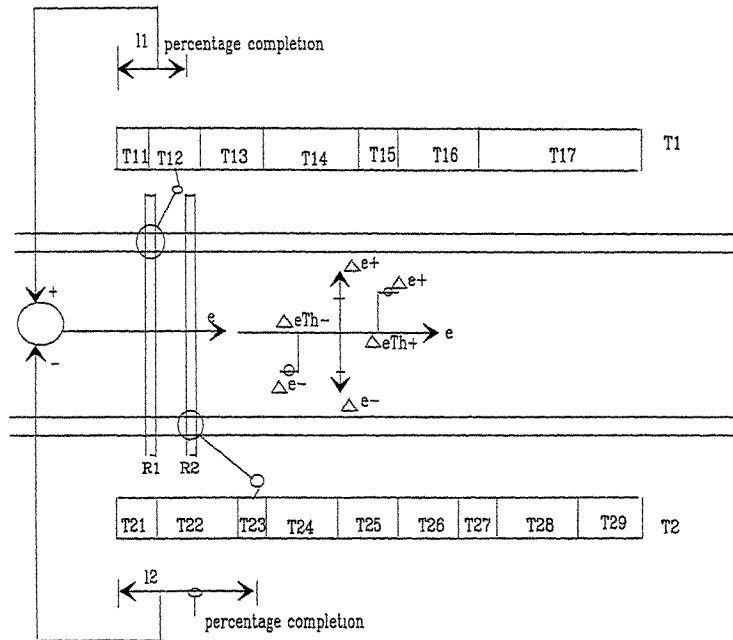 l1 percentage completion
T11 T12 T13 T14 T15 T16 T17 T1
+
△e+
△e+
△eTh-
e
△eTh+
e
-
△e-
△e-
R1 R2
T21 T22 T23 T24 T25 T26 T27 T28 T29 T2
l2
percentage completion